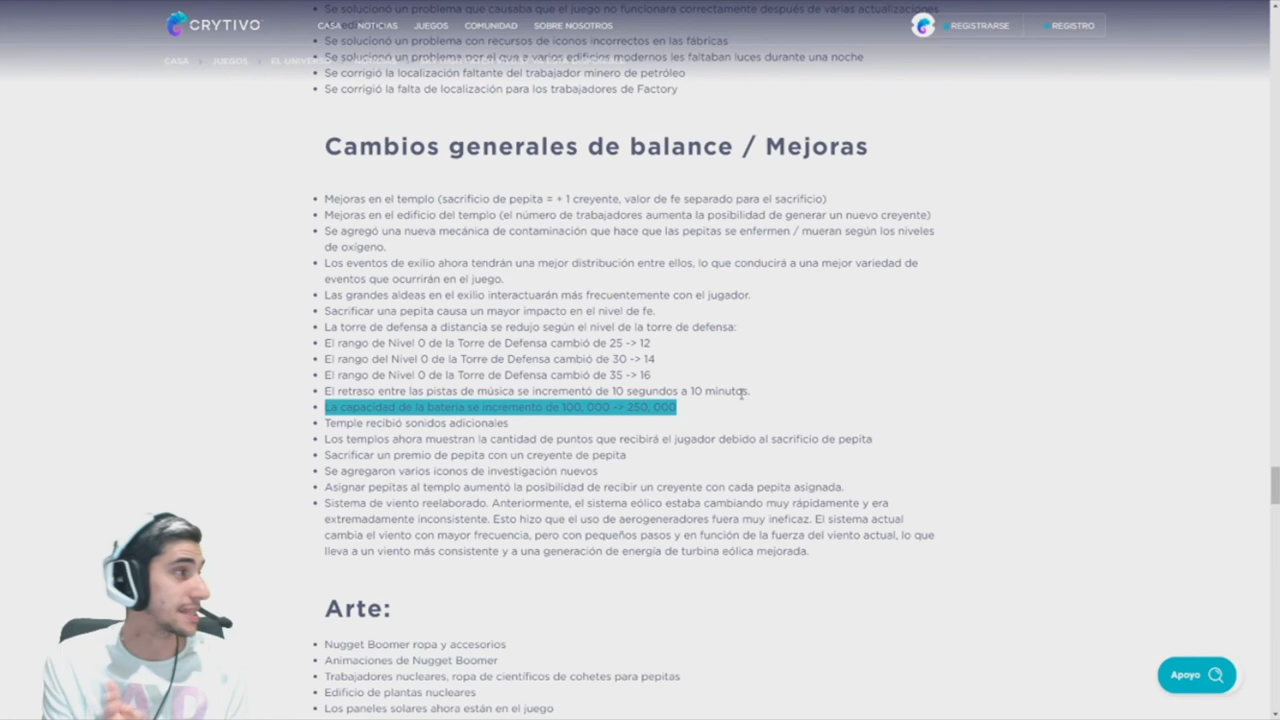 Se solucionó un problema que causaba que el juego no funcionara correctamente después de varias actualizaciones
CRYTIVO
CASA NOTICIAS JUEGOS COMUNIDAD SOBRE NOSOTROS REGISTRARSE REGISTRO
Se solucionó un problema con recursos de iconos incorrectos en las fábricas
Se solucionó un problema por el que a varios edificios modernos les faltaban luces durante una noche
CASA > JUEGOS
Se corrigió la localización faltante del trabajador minero de petróleo
Se corrigió la falta de localización para los trabajadores de Factory
Cambios generales de balance / Mejoras
Mejoras en el templo (sacrificio de pepita = + 1 creyente, valor de fe separado para el sacrificio)
Mejoras en el edificio del templo (el número de trabajadores aumenta la posibilidad de generar un nuevo creyente)
Se agregó una nueva mecánica de contaminación que hace que las pepitas se enfermen / mueran según los niveles
de oxígeno.
Los eventos de exilio ahora tendrán una mejor distribución entre ellos, lo que conducirá a una mejor variedad de
eventos que ocurrirán en el juego.
Las grandes aldeas en el exilio interactuarán más frecuentemente con el jugador.
Sacrificar una pepita causa un mayor impacto en el nivel de fe.
La torre de defensa a distancia se redujo según el nivel de la torre de defensa:
El rango de Nivel 0 de la Torre de Defensa cambió de 25 -> 12
El rango del Nivel 0 de la Torre de Defensa cambió de 30 -> 14
El rango de Nivel 0 de la Torre de Defensa cambió de 35 -> 16
El retraso entre las pistas de música se incrementó de 10 segundos a 10 minutos.
La capacidad de la batería se incrementó de 100, 000 -> 250, 000
Temple recibió sonidos adicionales
Los templos ahora muestran la cantidad de puntos que recibirá el jugador debido al sacrificio de pepita
Sacrificar un premio de pepita con un creyente de pepita
Se agregaron varios íconos de investigación nuevos
Asignar pepitas al templo aumentó la posibilidad de recibir un creyente con cada pepita asignada.
Sistema de viento reelaborado. Anteriormente, el sistema eólico estaba cambiando muy rápidamente y era
extremadamente inconsistente. Esto hizo que el uso de aerogeneradores fuera muy ineficaz. El sistema actual
cambia el viento con mayor frecuencia, pero con pequeños pasos y en función de la fuerza del viento actual, lo que
lleva a un viento más consistente y a una generación de energía de turbina eólica mejorada.
Arte:
Nugget Boomer ropa y accesorios
Animaciones de Nugget Boomer
Trabajadores nucleares, ropa de científicos de cohetes para pepitas
Edificio de plantas nucleares
Los paneles solares ahora están en el juego
Apoyo